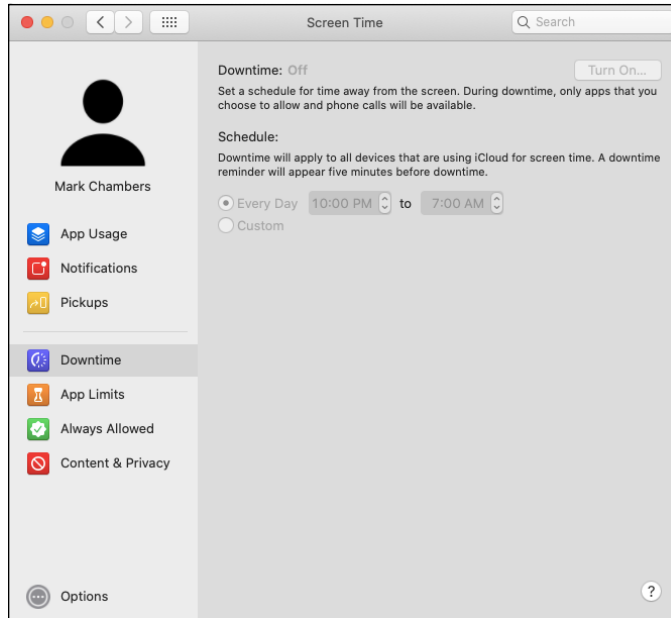 Screen Time
Search
Mark Chambers
App Usage
Notifications
Pickups
Downtime
App Limits
Always Allowed
Content & Privacy
Options
Downtime: Off
Turn On...
Set a schedule for time away from the screen. During downtime, only apps that you
choose to allow and phone calls will be available.
Schedule:
Downtime will apply to all devices that are using iCloud for screen time. A downtime
reminder will appear five minutes before downtime.
Every Day 10:00 PM to 7:00 AM
Custom
?